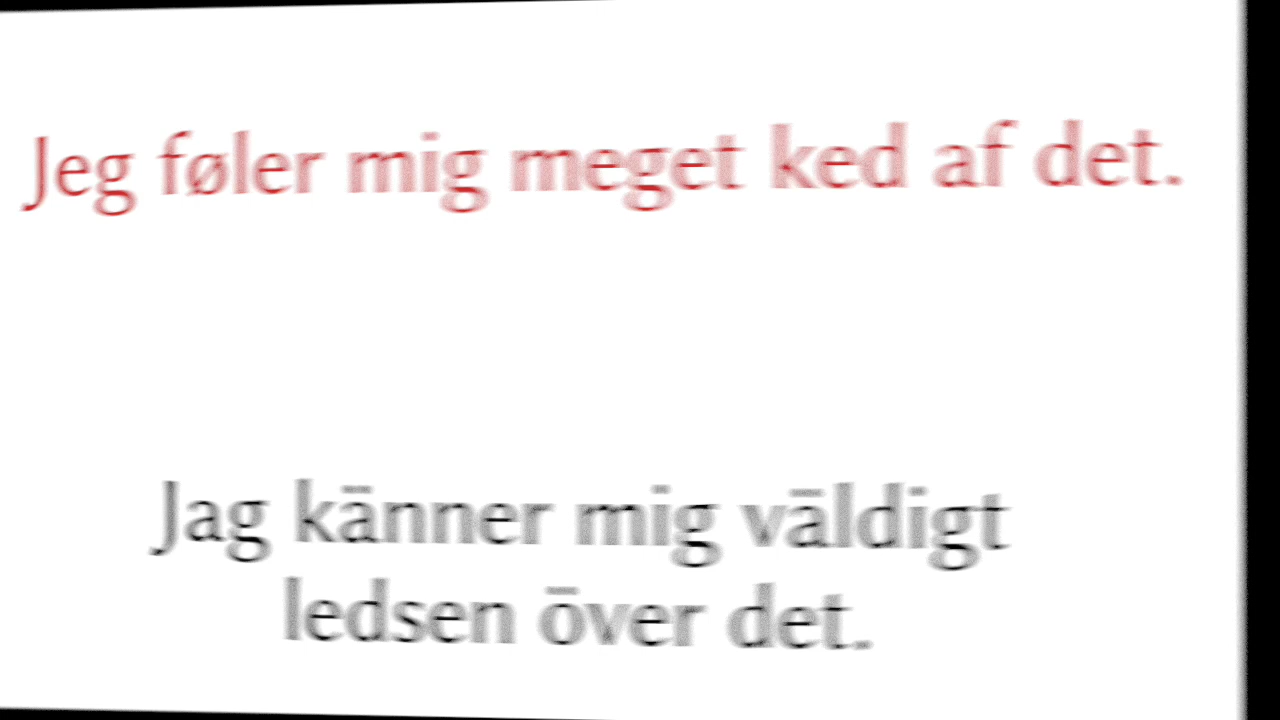 Jeg føler mig meget ked af det.
Jag känner mig väldigt
ledsen över det.